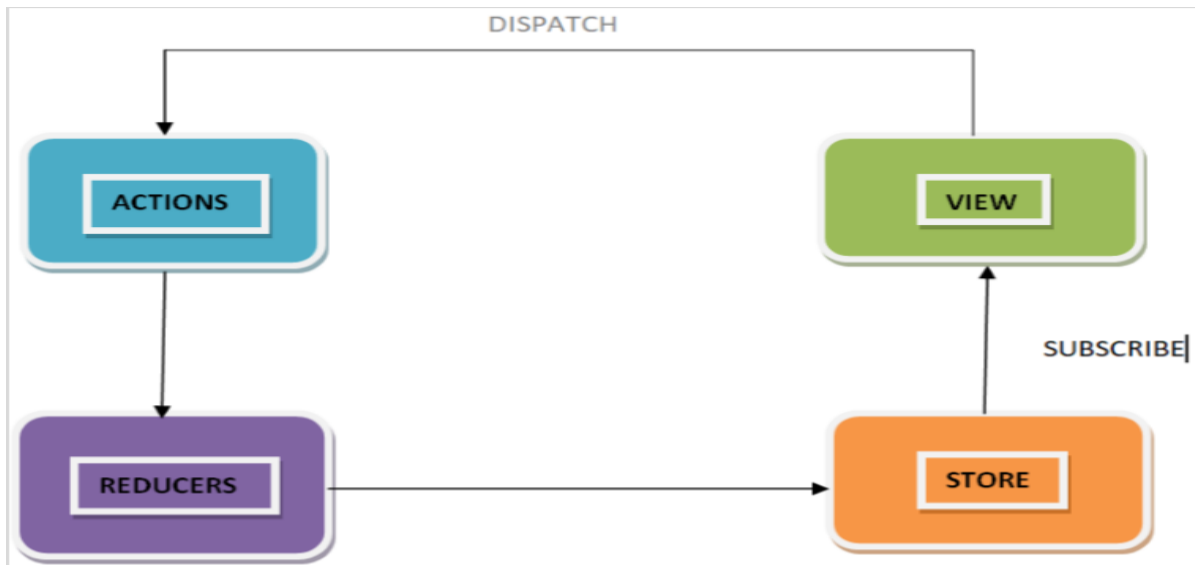 DISPATCH
ACTIONS
VIEW
SUBSCRIBE
REDUCERS
STORE